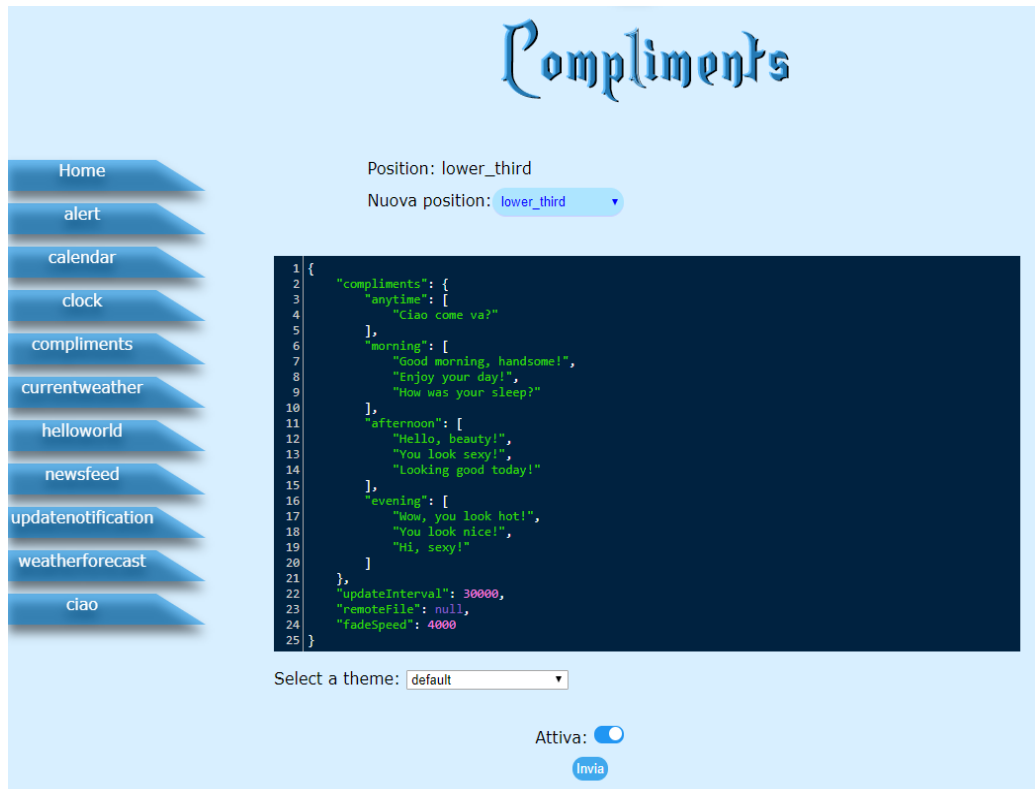 Compliments
Home
alert
calendar
clock
compliments
currentweather
helloworld
newsfeed
updatenotification
weatherforecast
ciao
Position: lower_third
Nuova position: lower_third
1 {
2     "compliments": {
3         "anytime": [
4             "Ciao come va?"
5         ],
6         "morning": [
7             "Good morning, handsome!",
8             "Enjoy your day!",
9             "How was your sleep?"
10         ],
11         "afternoon": [
12             "Hello, beauty!",
13             "You look sexy!",
14             "Looking good today!"
15         ],
16         "evening": [
17             "Wow, you look hot!",
18             "You look nice!",
19             "Hi, sexy!"
20         ]
21     },
22     "updateInterval": 30000,
23     "remoteFile": null,
24     "fadeSpeed": 4000
25 }
Select a theme: default
Attiva:
Invia